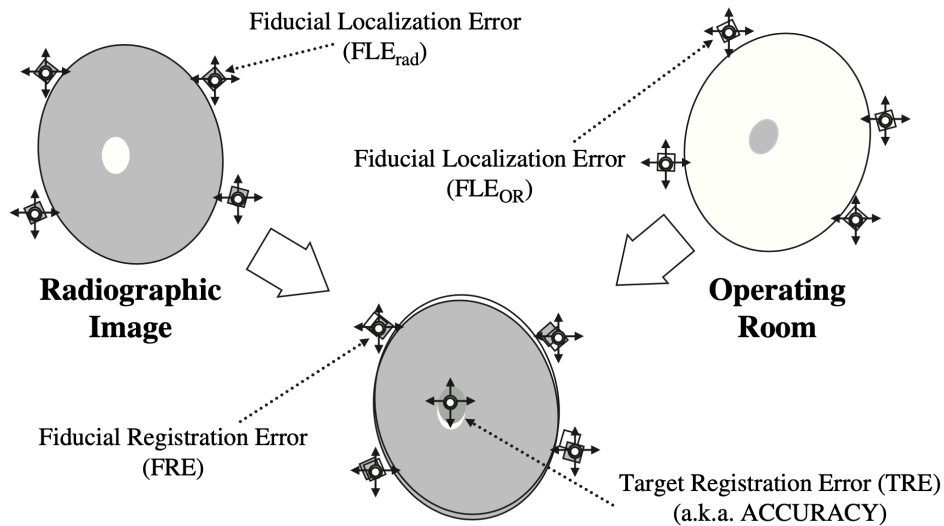 Fiducial Localization Error
(FLErad)
Fiducial Localization Error
(FLEOR)
Radiographic
Image
Operating
Room
Fiducial Registration Error
(FRE)
Target Registration Error (TRE)
(a.k.a. ACCURACY)